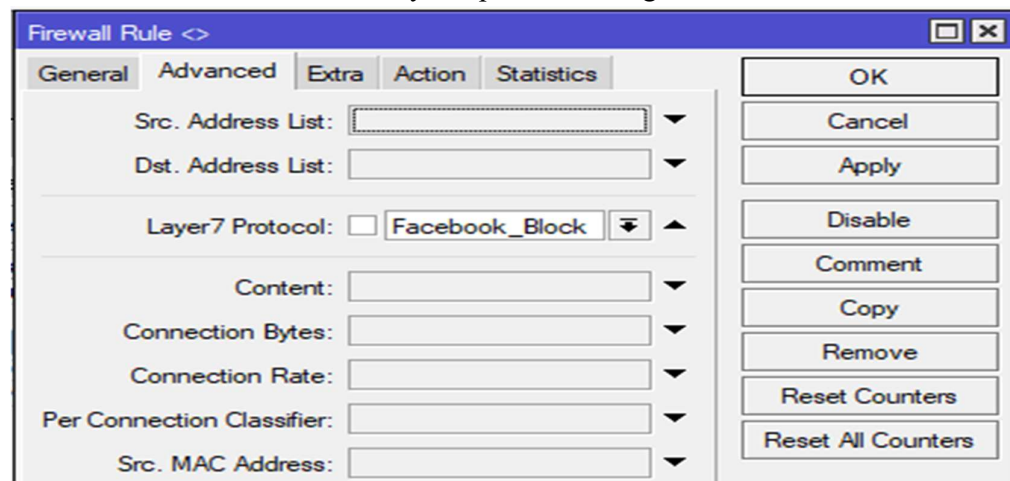 Firewall Rule <>
General Advanced Extra Action Statistics
Src. Address List:
Dst. Address List:
Layer7 Protocol: Facebook_Block
Content:
Connection Bytes:
Connection Rate:
Per Connection Classifier:
Src. MAC Address:
OK
Cancel
Apply
Disable
Comment
Copy
Remove
Reset Counters
Reset All Counters